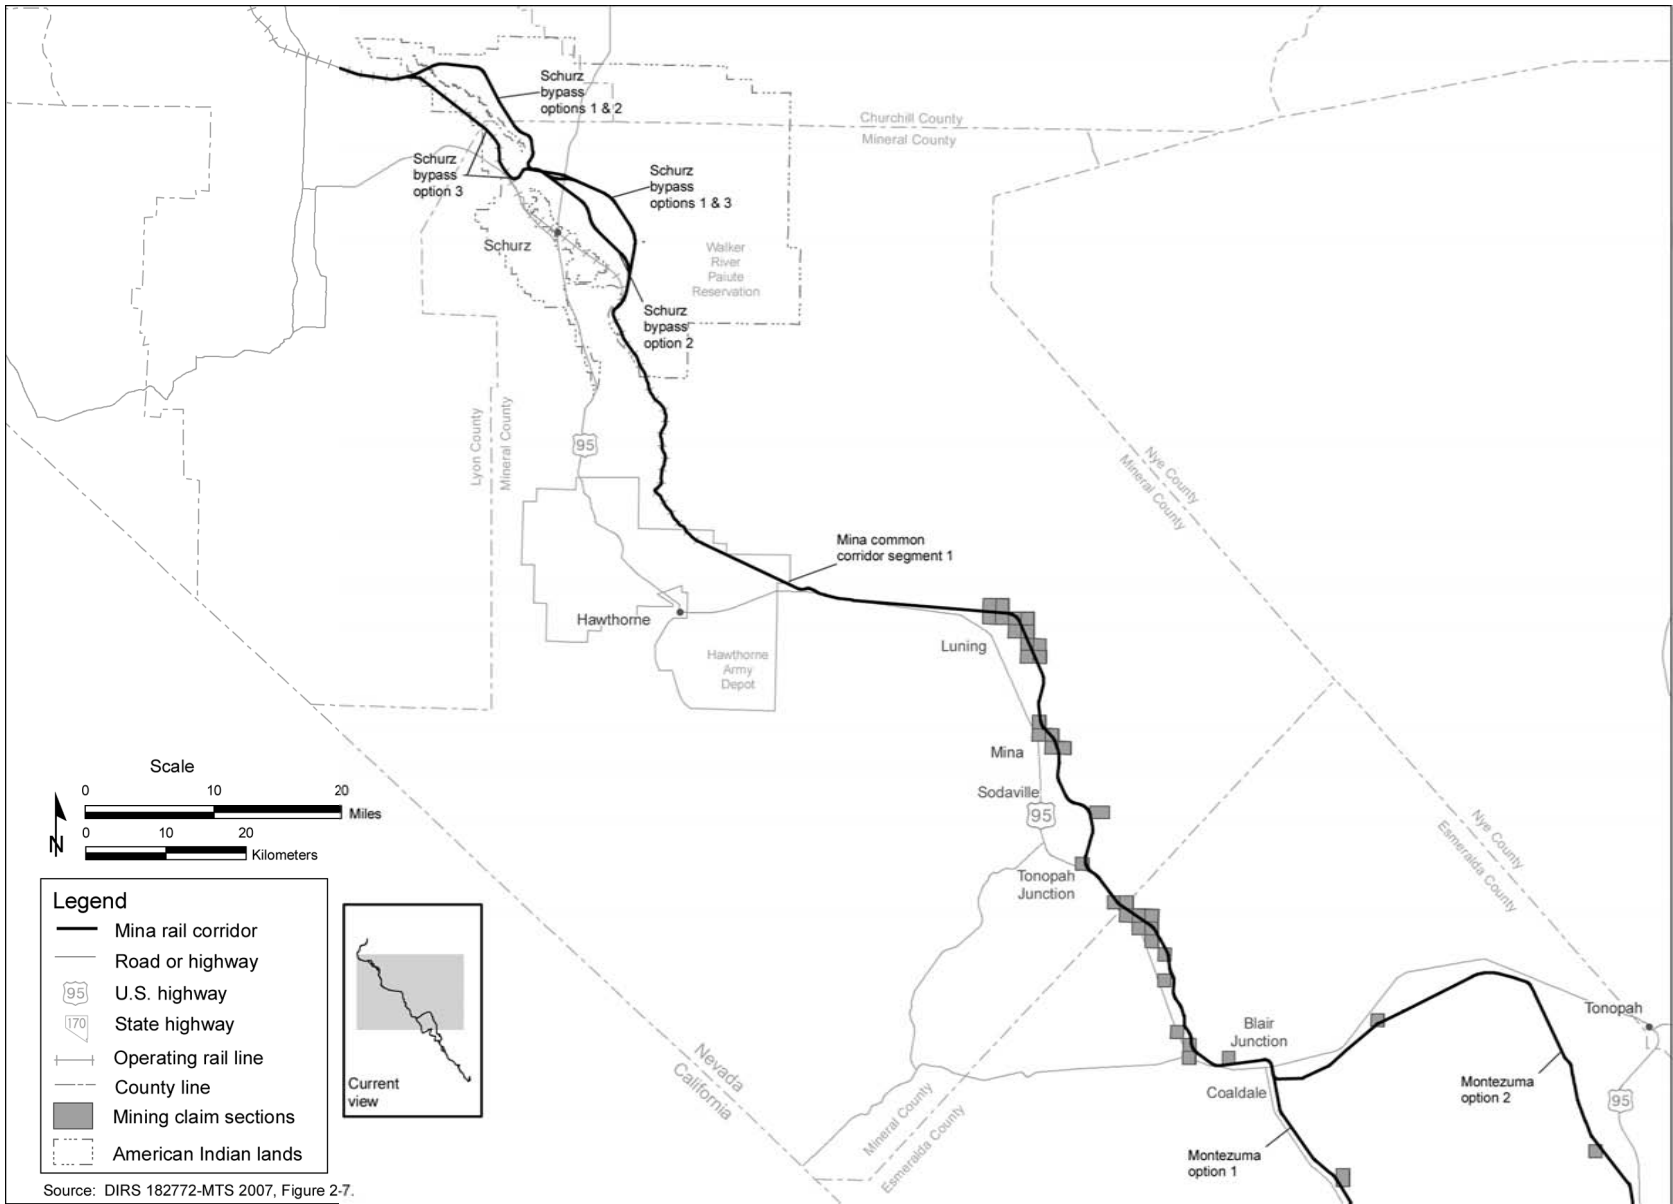 Schurz
bypass
options 1 & 2
Churchill County
Mineral County
Schurz
bypass
option 3
Schurz
bypass
options 1 & 3
Schurz
Walker
River
Paiute
Reservation
Schurz
bypass
option 2
Lyon County
Mineral County
95
Nye County
Mineral County
Mina common
corridor segment 1
Hawthorne
Luning
Hawthorne
Army
Depot
Mina
Sodaville
95
Tonopah
Junction
Nye County
Esmeralda County
Scale
0 10 20
Miles
0 10 20
Kilometers
N
Legend
Mina rail corridor
Road or highway
95 U.S. highway
170 State highway
Operating rail line
County line
Mining claim sections
American Indian lands
Current
view
Nevada
California
Mineral County
Esmeralda County
Blair
Junction
Coaldale
Tonopah
95
Montezuma
option 2
Montezuma
option 1
Source: DIRS 182772-MTS 2007, Figure 2-7.